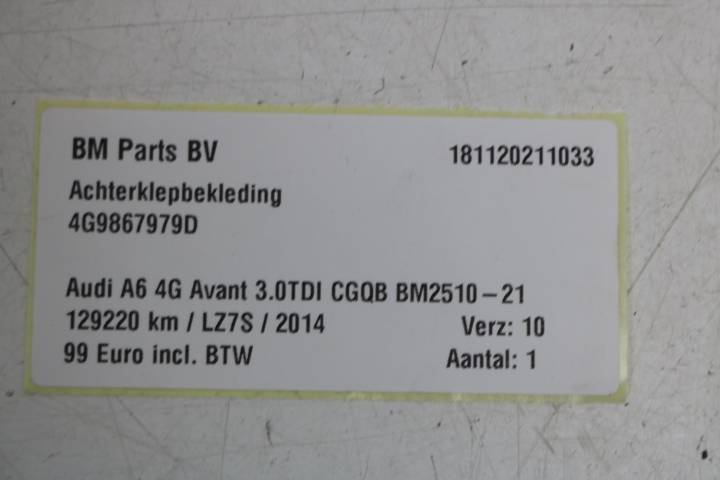 BM Parts BV 181120211033
Achterklepbekleding
4G9867979D
Audi A6 4G Avant 3.0TDI CGQB BM2510-21
129220 km / LZ7S / 2014 Verz: 10
99 Euro incl. BTW Aantal: 1